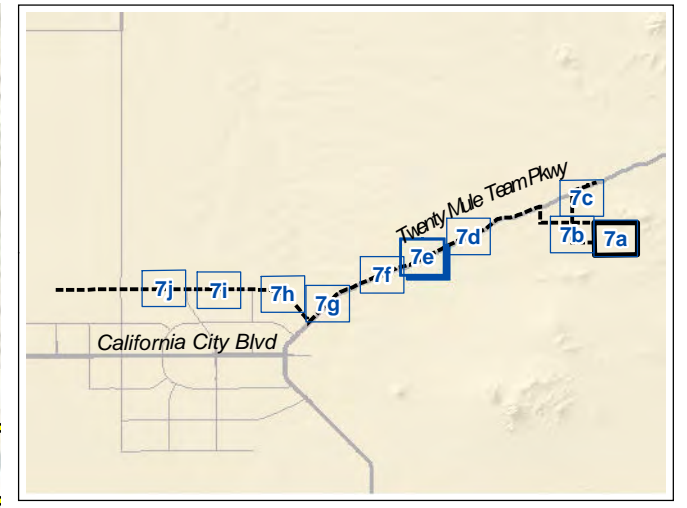 Twenty Mule Team Pkwy
7c
7b
7a
7d
7e
7f
7g
7h
7i
7j
California City Blvd